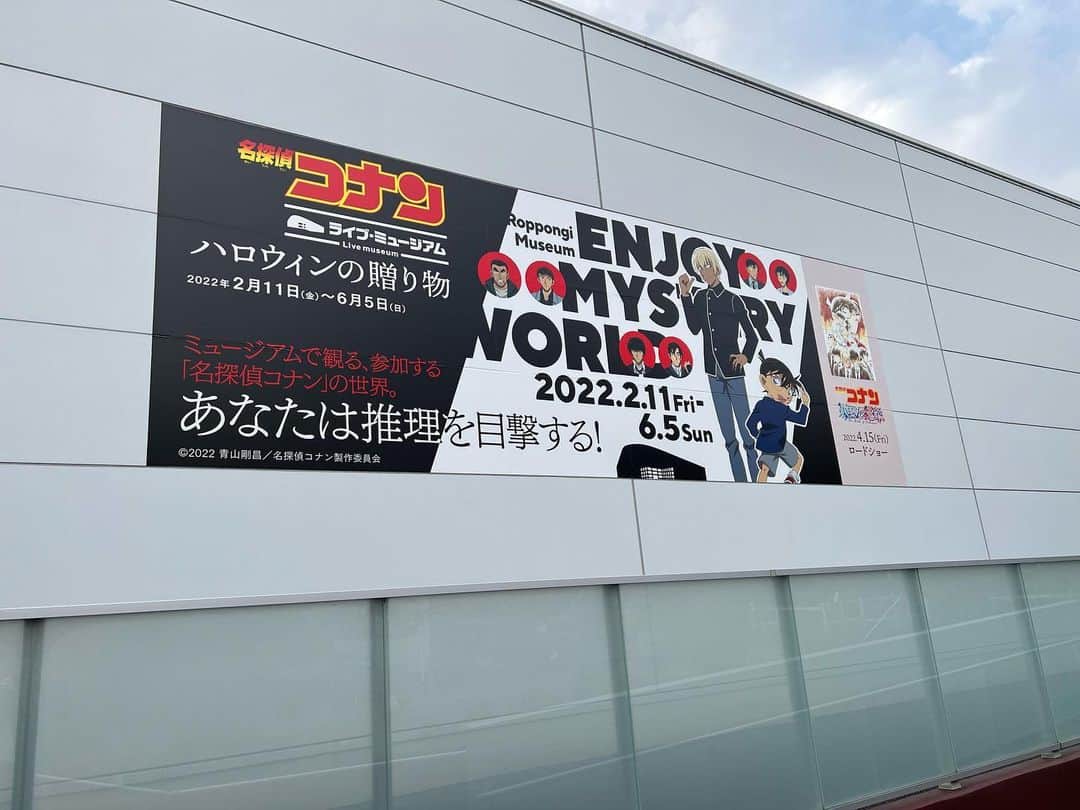 名探偵
コナン
ライブ・ミュージアム
Live museum
ハロウィンの贈り物
2022年2月11日(金)〜6月5日(日)
ミュージアムで観る、参加する
「名探偵コナン」の世界。
あなたは推理を目撃する!
©2022 青山剛昌／名探偵コナン製作委員会
Roppongi
Museum
ENJOY
MYSTERY
WORLD
2022.2.11Fri-
6.5Sun
コナン
2022.4.15(Fri)
ロードショー